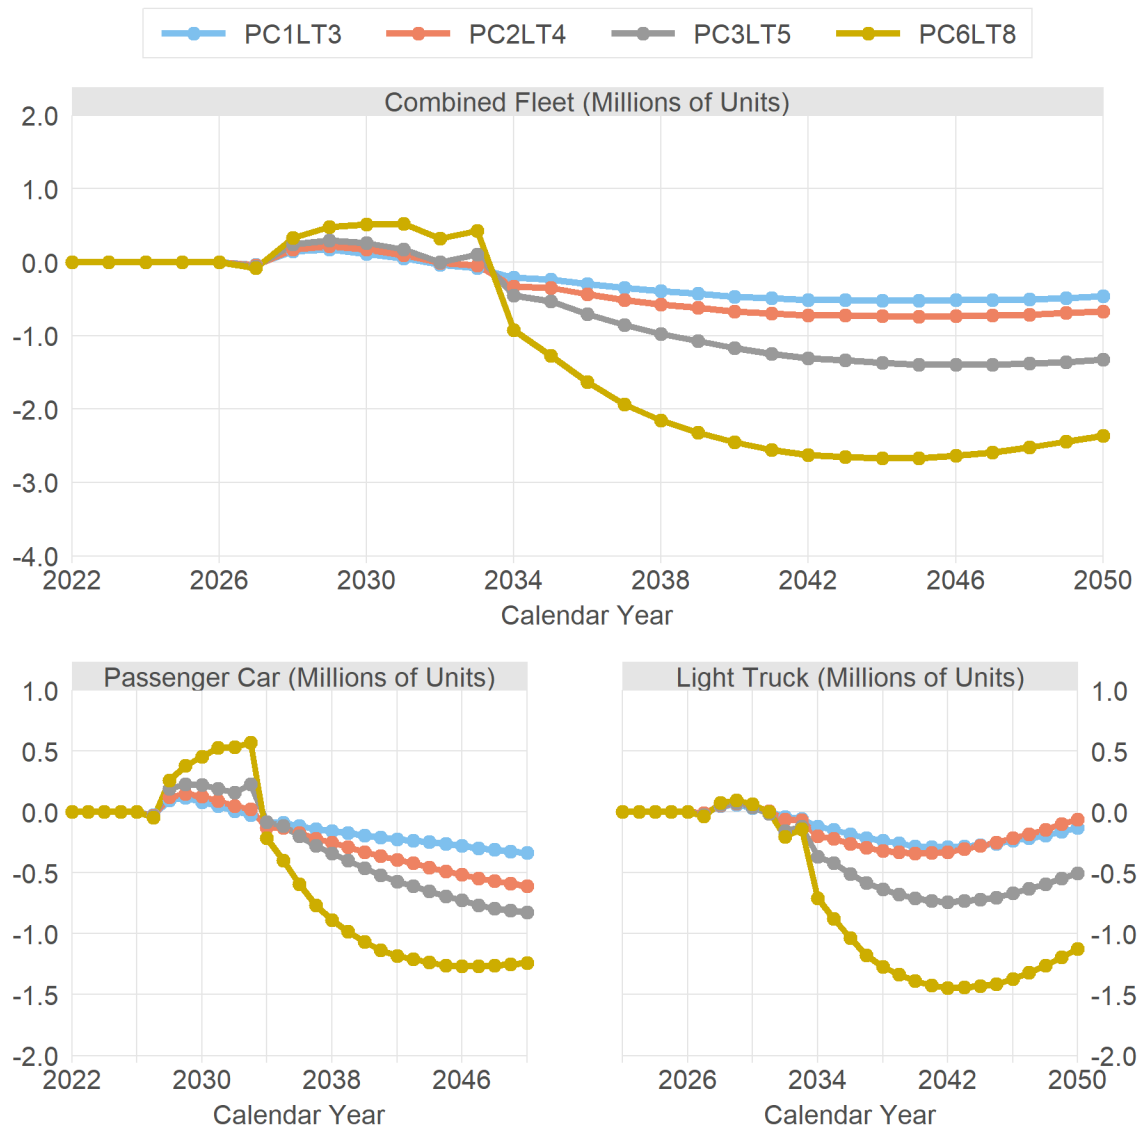 PC1LT3 PC2LT4 PC3LT5 PC6LT8
Combined Fleet (Millions of Units)
2.0
1.0
0.0
-1.0
-2.0
-3.0
-4.0
2022 2026 2030 2034 2038 2042 2046 2050
Calendar Year
Passenger Car (Millions of Units)
1.0
0.5
0.0
-0.5
-1.0
-1.5
-2.0
2022 2030 2038 2046
Calendar Year
Light Truck (Millions of Units)
1.0
0.5
0.0
-0.5
-1.0
-1.5
-2.0
2026 2034 2042 2050
Calendar Year